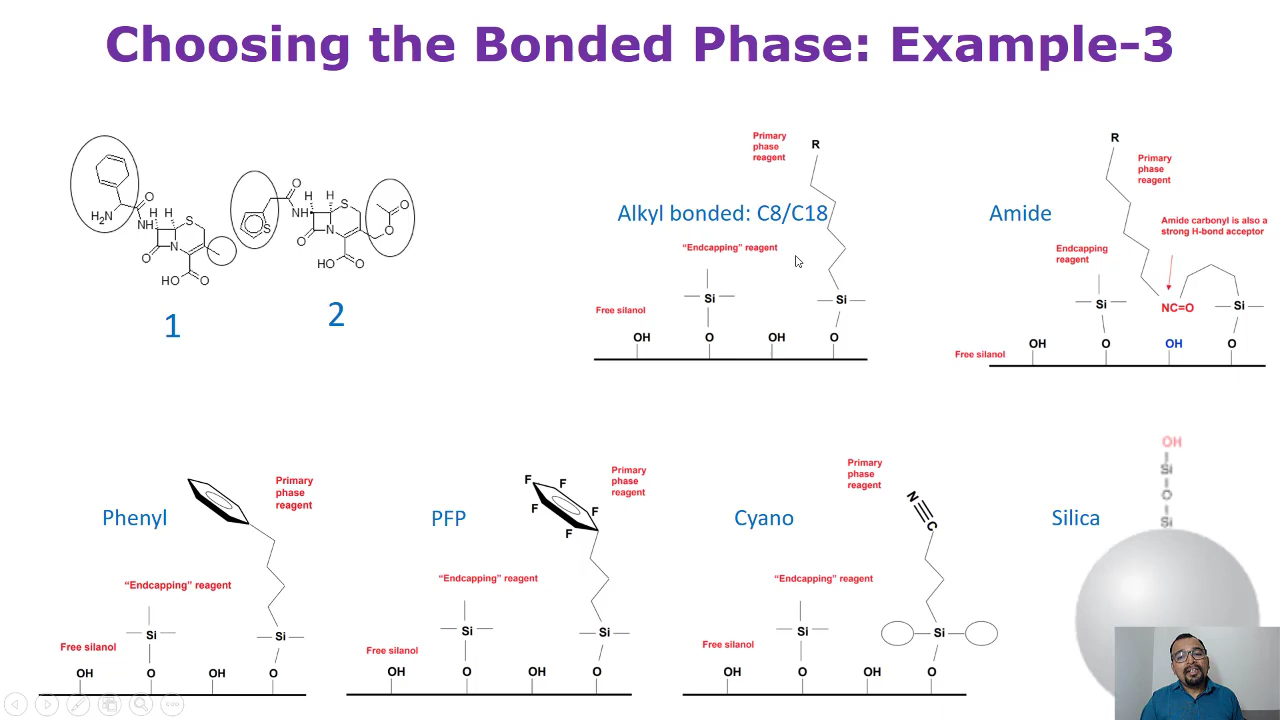 Choosing the Bonded Phase: Example-3
H₂N
O
NH
H
H
S
N
O
HO
O
1
S
O
NH
H
H
S
N
O
HO
O
O
O
2
Primary
phase
reagent
R
Alkyl bonded: C8/C18
"Endcapping" reagent
Si
Si
Free silanol
OH
O
OH
O
R
Primary
phase
reagent
Amide
Amide carbonyl is also a
strong H-bond acceptor
Endcapping
reagent
Si
NC=O
Si
OH
O
OH
O
Free silanol
Primary
phase
reagent
Phenyl
"Endcapping" reagent
Si
Si
Free silanol
OH
O
OH
O
F
F
F
F
F
Primary
phase
reagent
PFP
"Endcapping" reagent
Si
Si
Free silanol
OH
O
OH
O
Primary
phase
reagent
N
C
Cyano
"Endcapping" reagent
Si
Si
Free silanol
OH
O
OH
O
OH
Si
O
Si
Silica